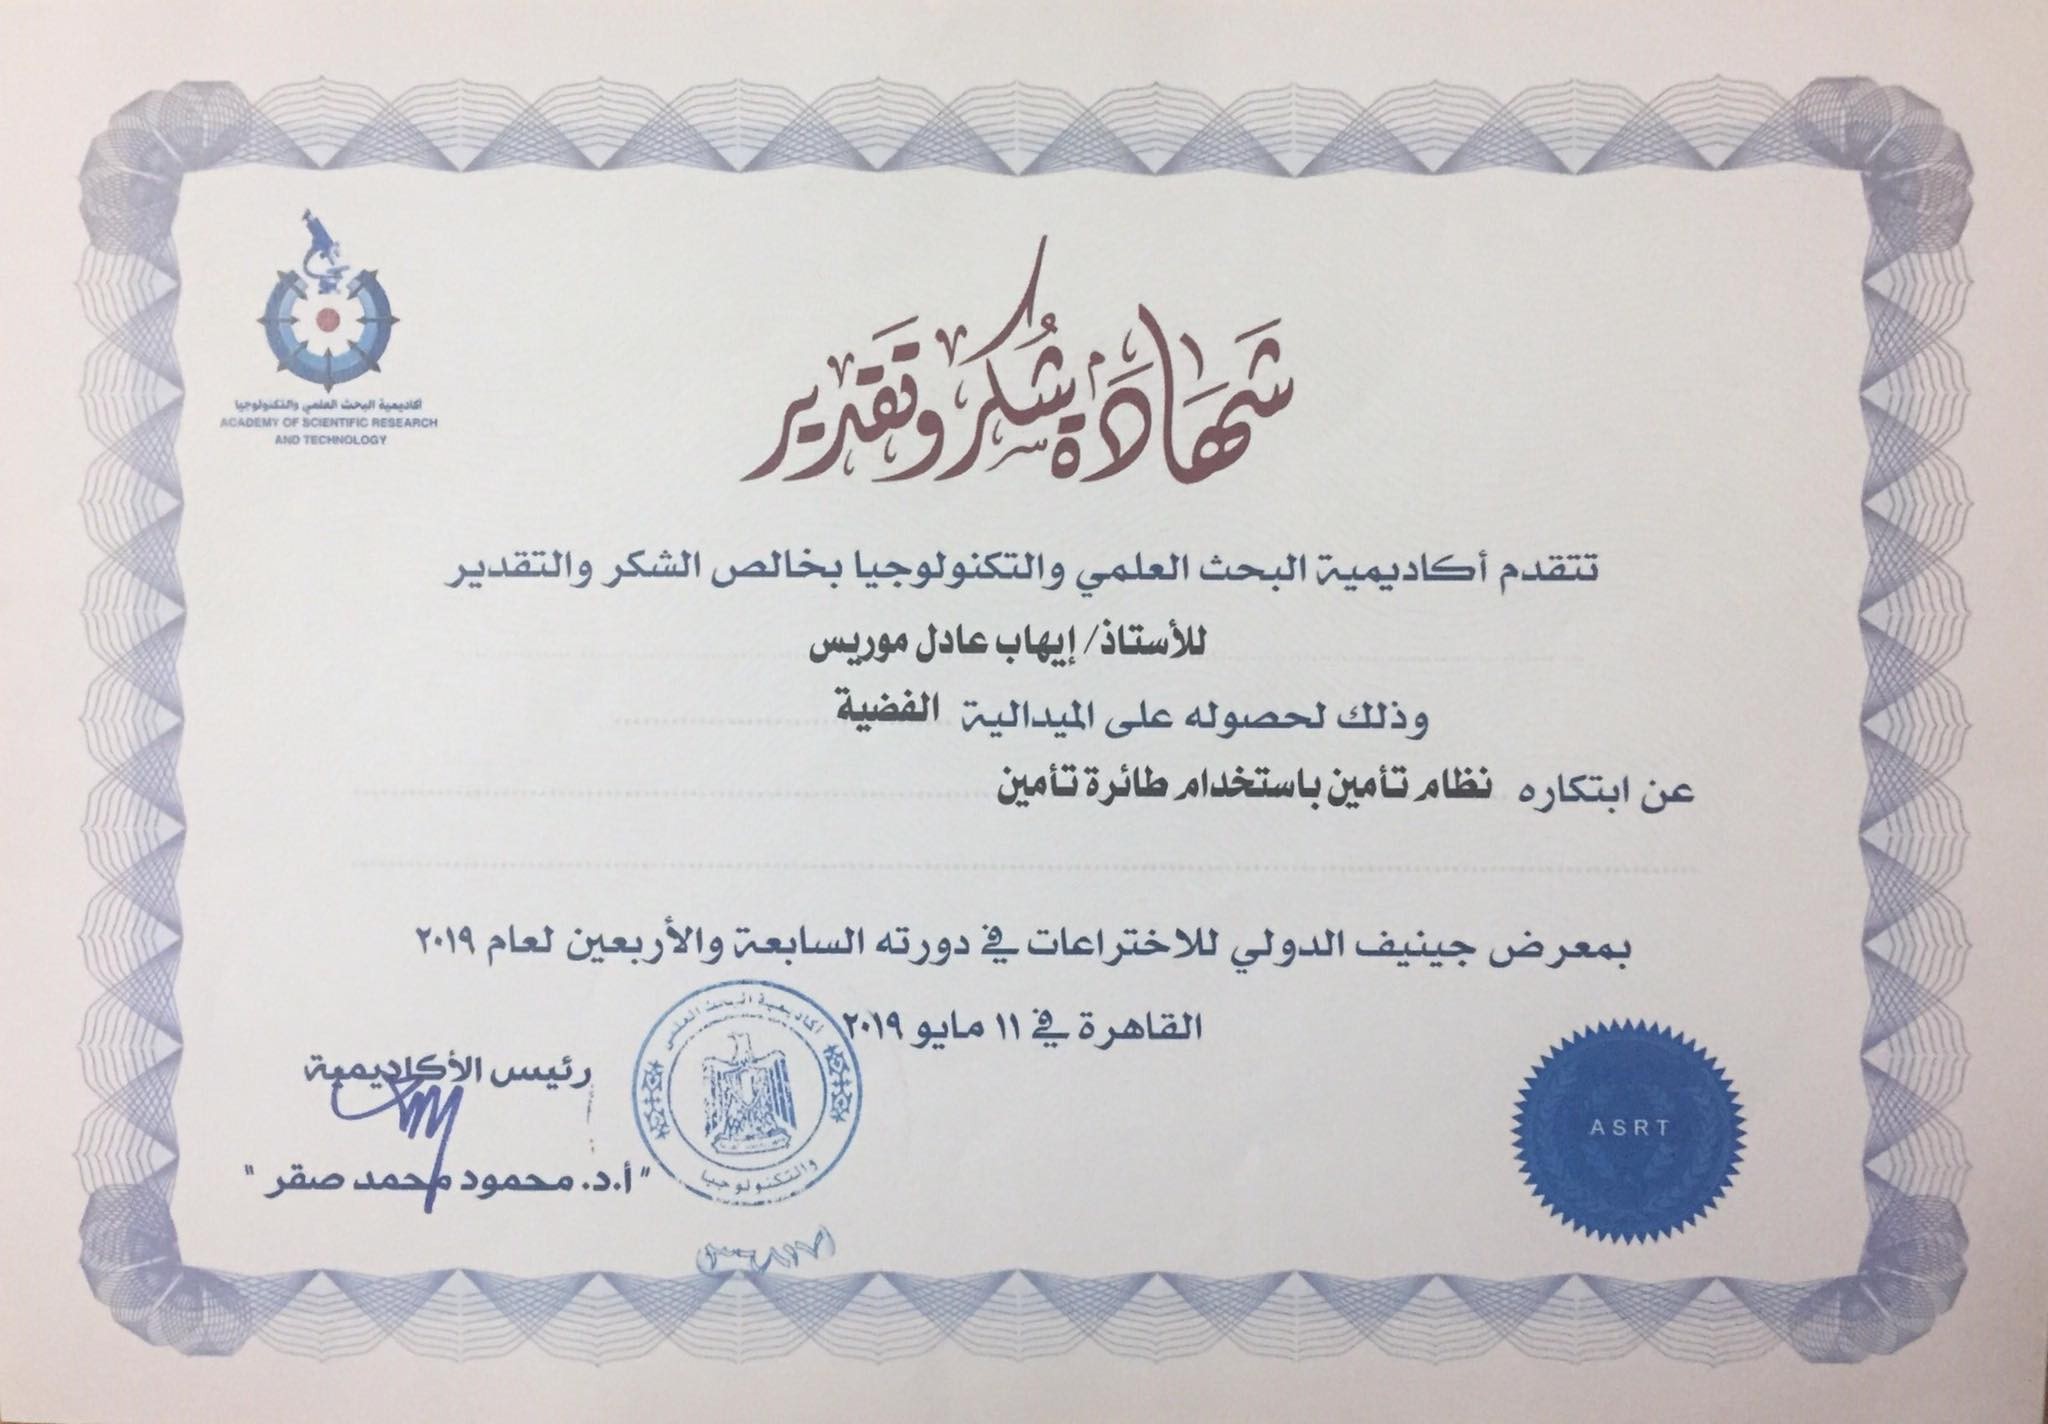 أكاديمية البحث العلمي والتكنولوجيا
ACADEMY OF SCIENTIFIC RESEARCH
AND TECHNOLOGY
شهادة شكر وتقدير
تتقدم أكاديمية البحث العلمي والتكنولوجيا بخالص الشكر والتقدير
للأستاذ/ إيهاب عادل موريس
وذلك لحصوله على الميدالية الفضية
عن ابتكاره نظام تأمين باستخدام طائرة تأمين
بمعرض جينيف الدولي للاختراعات في دورته السابعة والأربعين لعام ٢٠١٩
القاهرة في ١١ مايو ٢٠١٩
رئيس الأكاديمية
"أ.د. محمود محمد صقر"
أكاديمية البحث العلمي
والتكنولوجيا
ASRT